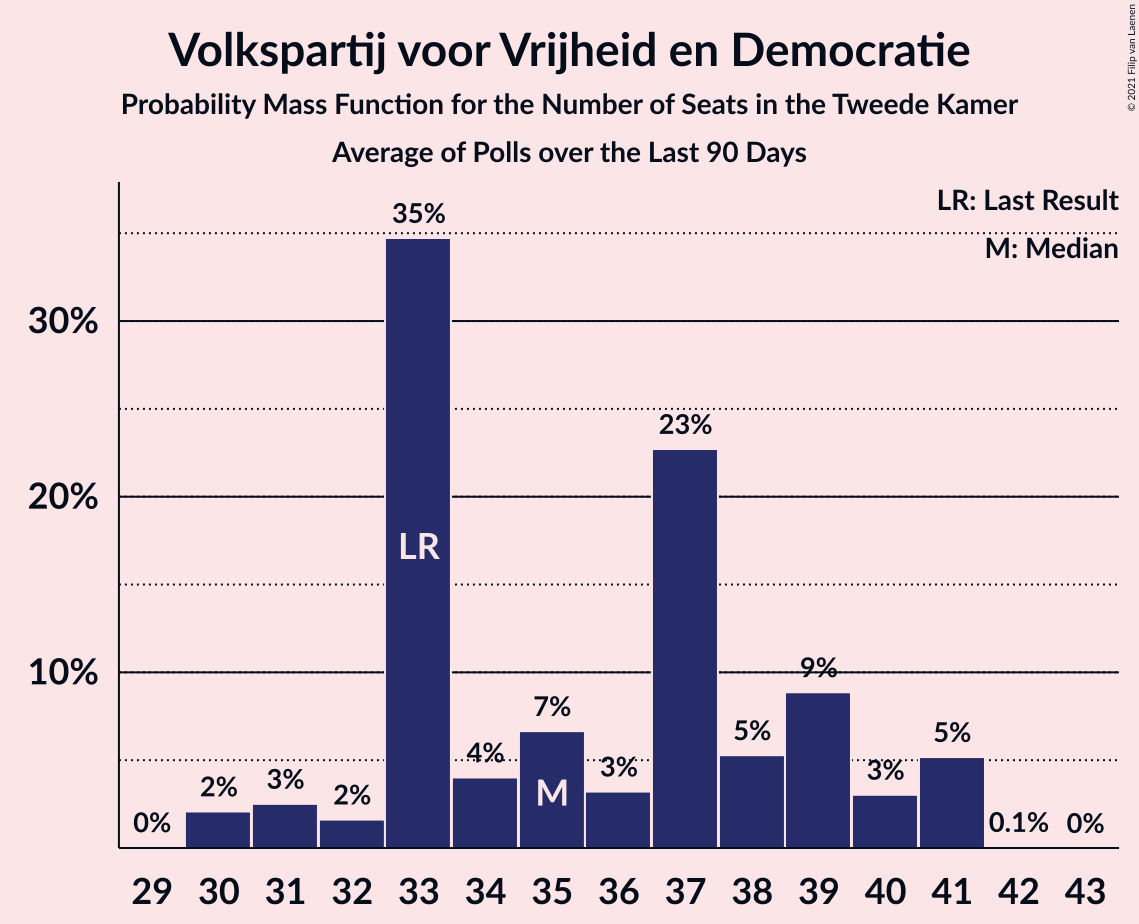 Volkspartij voor Vrijheid en Democratie
Probability Mass Function for the Number of Seats in the Tweede Kamer
Average of Polls over the Last 90 Days
© 2021 Filip van Laenen
LR: Last Result
M: Median
30%
20%
10%
0%
2%
3%
2%
35%
4%
7%
3%
23%
5%
9%
3%
5%
0.1%
0%
LR
M
29 30 31 32 33 34 35 36 37 38 39 40 41 42 43